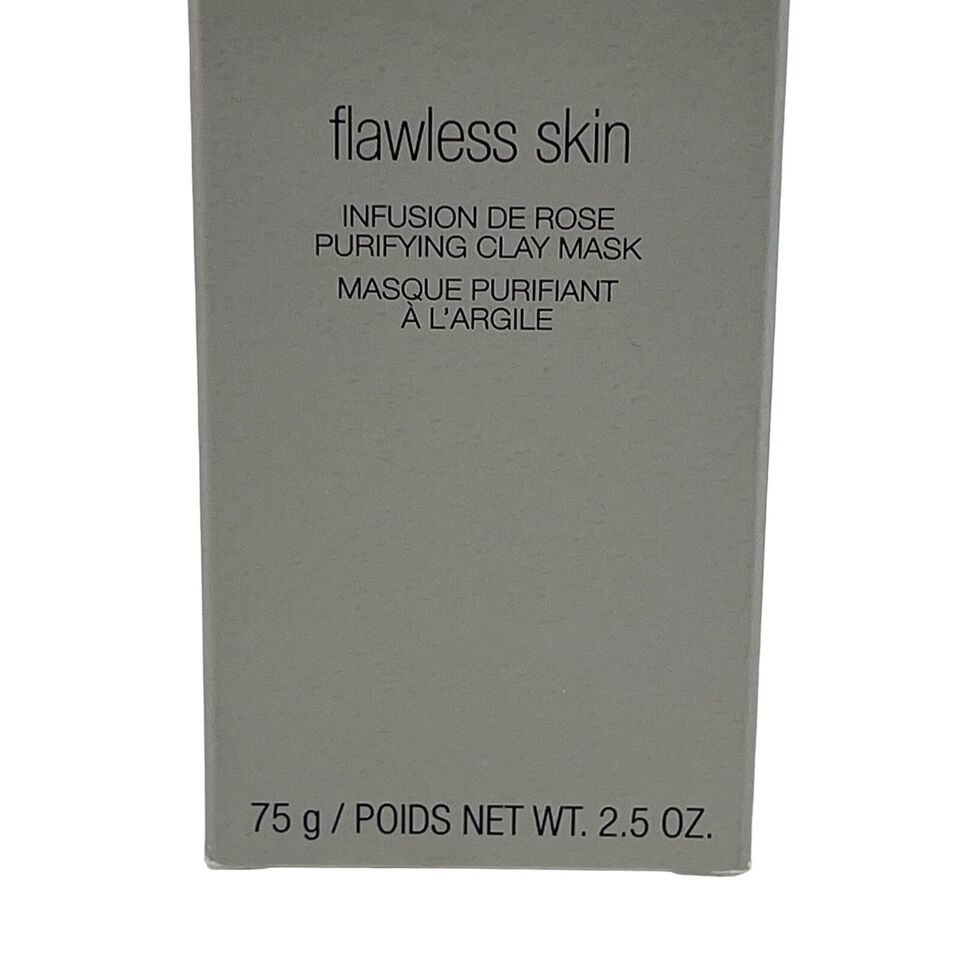 flawless skin
INFUSION DE ROSE
PURIFYING CLAY MASK
MASQUE PURIFIANT
À L'ARGILE
75 g / POIDS NET WT. 2.5 OZ.